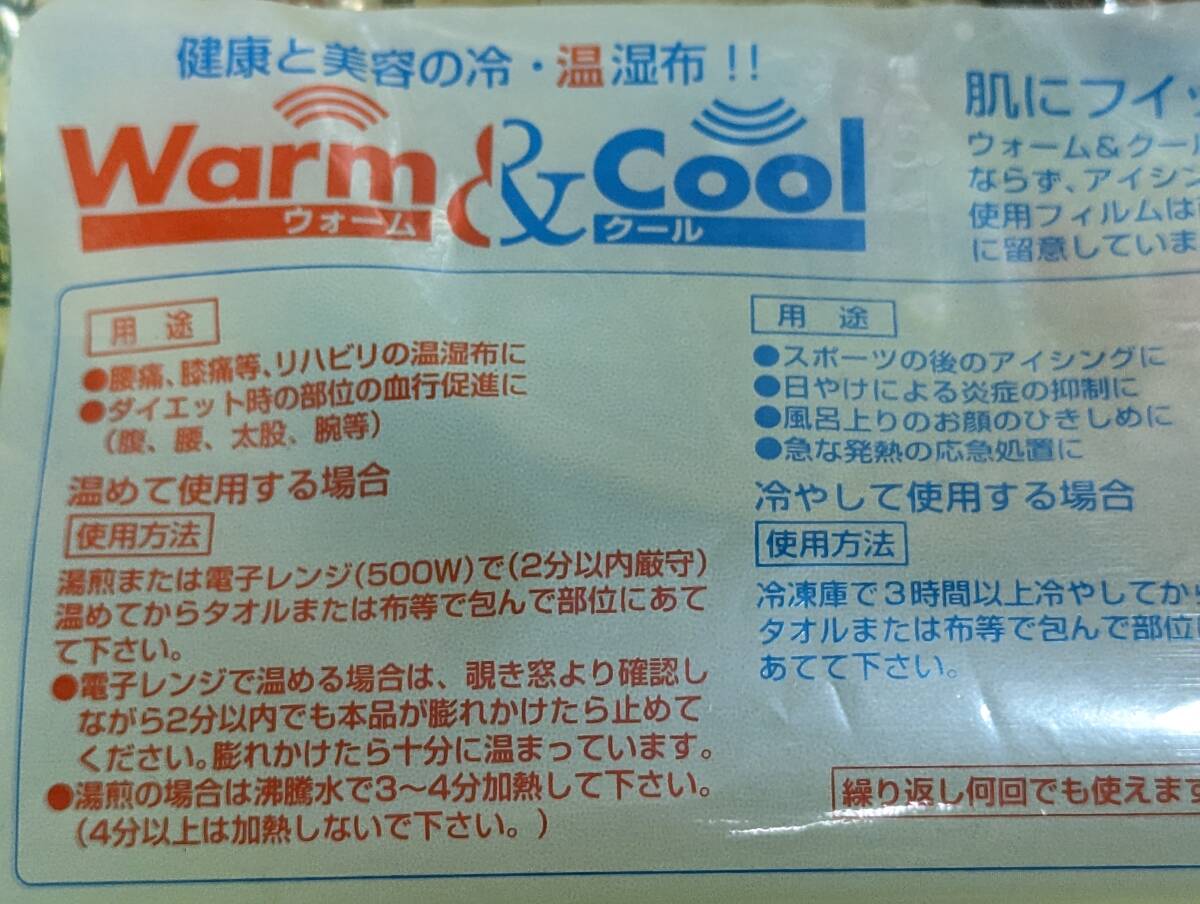 健康と美容の冷・温湿布!!
Warm & Cool
ウォーム クール
肌にフィッ
ウォーム&クール
ならず、アイシン
使用フィルムは
に留意していま
用途
●腰痛、膝痛等、リハビリの温湿布に
●ダイエット時の部位の血行促進に
(腹、腰、太股、腕等)
温めて使用する場合
使用方法
湯煎または電子レンジ(500W)で(2分以内厳守)
温めてからタオルまたは布等で包んで部位にあて
て下さい。
●電子レンジで温める場合は、覗き窓より確認し
ながら2分以内でも本品が膨れかけたら止めて
ください。膨れかけたら十分に温まっています。
●湯煎の場合は沸騰水で3〜4分加熱して下さい。
(4分以上は加熱しないで下さい。)
用途
●スポーツの後のアイシングに
●日やけによる炎症の抑制に
●風呂上りのお顔のひきしめに
●急な発熱の応急処置に
冷やして使用する場合
使用方法
冷凍庫で3時間以上冷やしてか
タオルまたは布等で包んで部位
あてて下さい。
繰り返し何回でも使えます